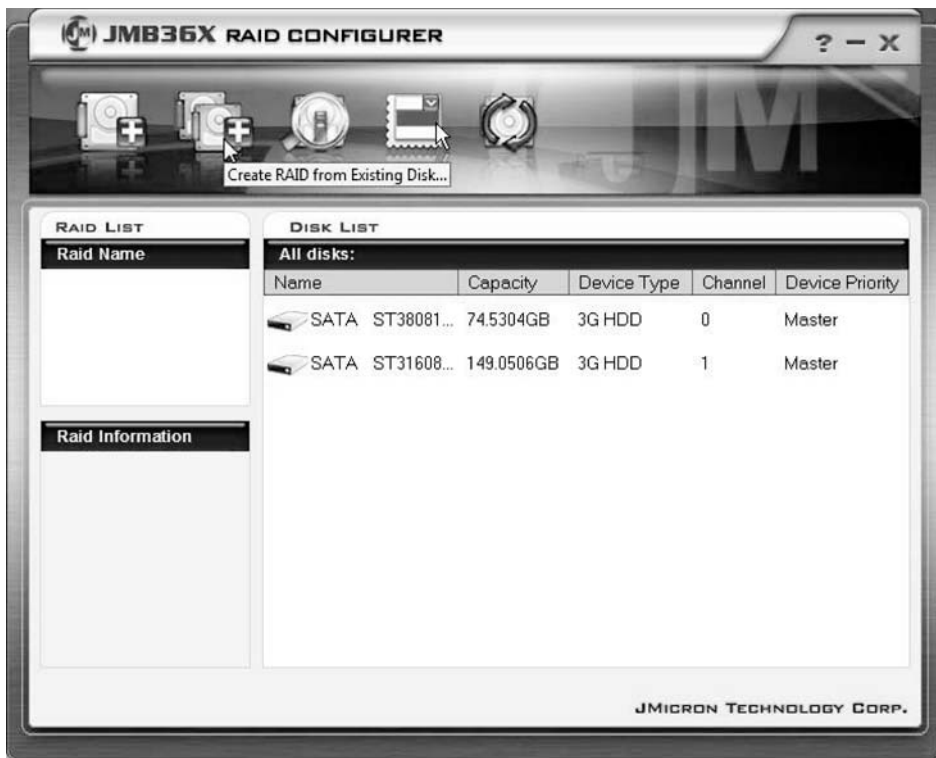 JMB36X RAID CONFIGURER
? – X
JM
Create RAID from Existing Disk...
RAID LIST
Raid Name
Raid Information
DISK LIST
All disks:
Name Capacity Device Type Channel Device Priority
SATA ST38081... 74.5304GB 3G HDD 0 Master
SATA ST31608... 149.0506GB 3G HDD 1 Master
JMICRON TECHNOLOGY CORP.